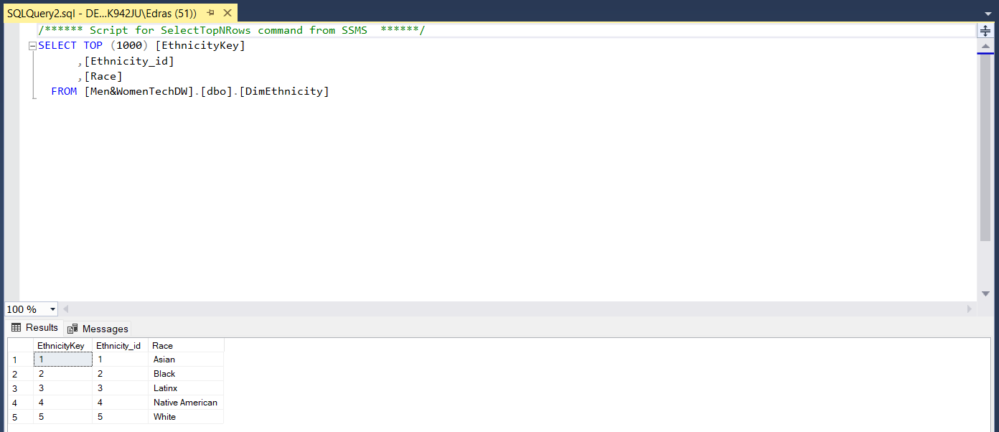 SQLQuery2.sql - DE...K942JU\Edras (51))
/****** Script for SelectTopNRows command from SSMS  ******/
SELECT TOP (1000) [EthnicityKey]
      ,[Ethnicity_id]
      ,[Race]
  FROM [Men&WomenTechDW].[dbo].[DimEthnicity]
100 %
Results Messages
EthnicityKey Ethnicity_id Race
1 1 1 Asian
2 2 2 Black
3 3 3 Latinx
4 4 4 Native American
5 5 5 White